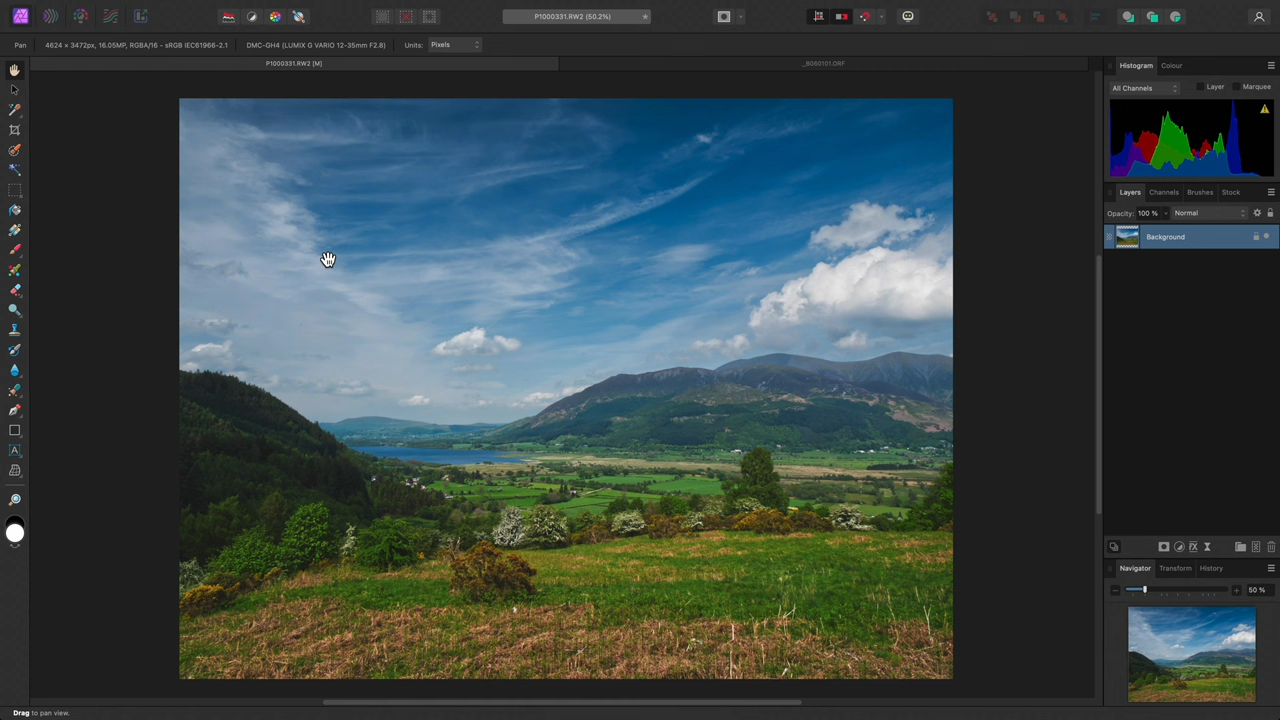 P1000331.RW2 (50.2%)
Pan
4624 × 3472px, 16.05MP, RGBA/16 - sRGB IEC61966-2.1
DMC-GH4 (LUMIX G VARIO 12-35mm F2.8)
Units:
Pixels
P1000331.RW2 [M]
_B060101.ORF
Histogram
Colour
All Channels
Layer
Marquee
Layers
Channels
Brushes
Stock
Opacity:
100 %
Normal
Background
Navigator
Transform
History
50 %
Drag to pan view.